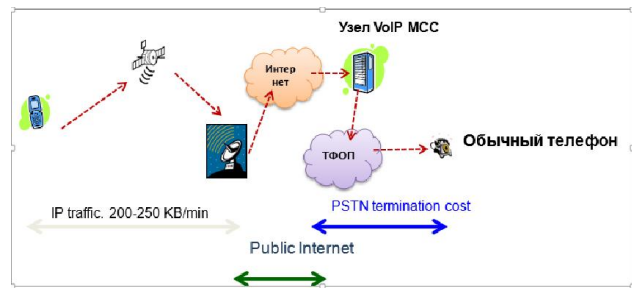 Узел VoIP МСС
Интер
нет
ТФОП
Обычный телефон
IP traffic. 200-250 KB/min
PSTN termination cost
Public Internet